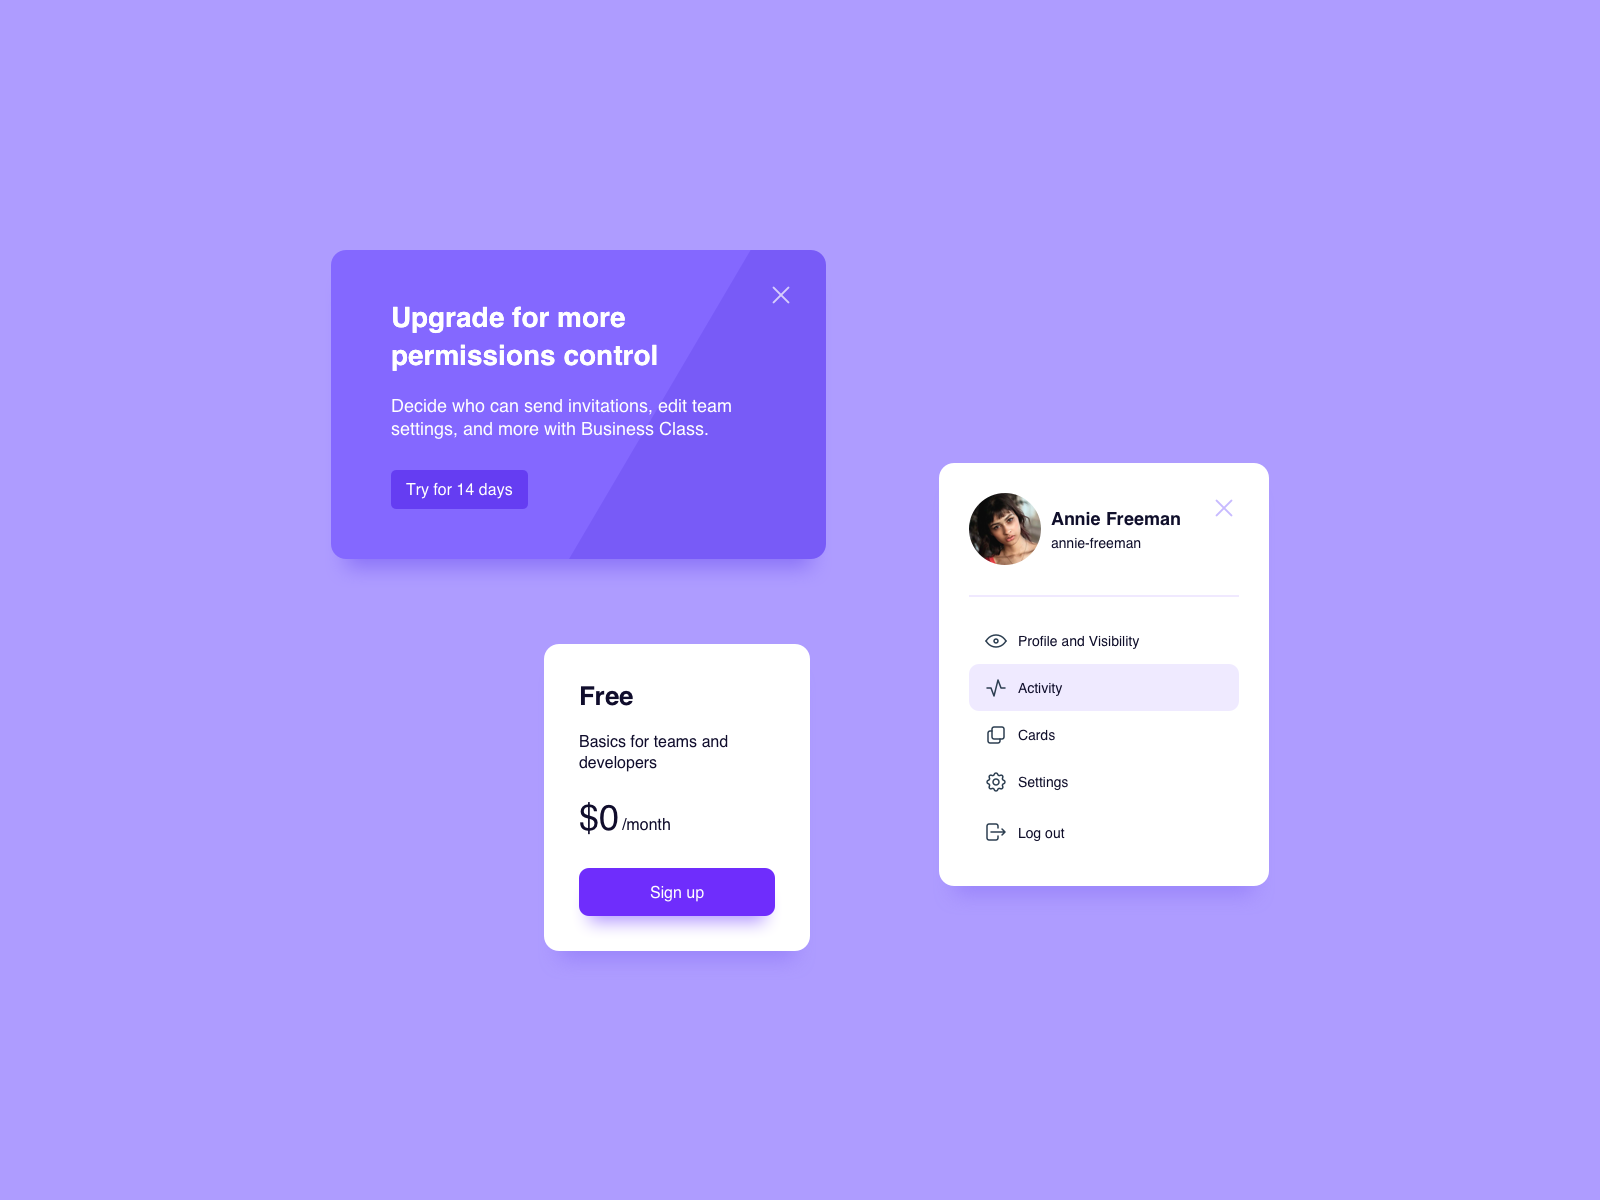 Upgrade for more
permissions control
Decide who can send invitations, edit team
settings, and more with Business Class.
Try for 14 days
Free
Basics for teams and
developers
$0 /month
Sign up
Annie Freeman
annie-freeman
Profile and Visibility
Activity
Cards
Settings
Log out